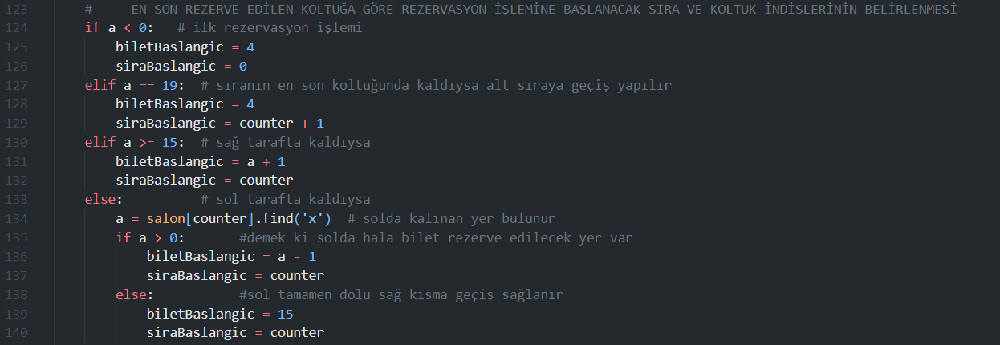 123 # ----EN SON REZERVE EDİLEN KOLTUĞA GÖRE REZERVASYON İŞLEMİNE BAŞLANACAK SIRA VE KOLTUK İNDİSLERİNİN BELİRLENMESİ----
124 if a < 0: # ilk rezervasyon işlemi
125 biletBaslangic = 4
126 siraBaslangic = 0
127 elif a == 19: # sıranın en son koltuğunda kaldıysa alt sıraya geçiş yapılır
128 biletBaslangic = 4
129 siraBaslangic = counter + 1
130 elif a >= 15: # sağ tarafta kaldıysa
131 biletBaslangic = a + 1
132 siraBaslangic = counter
133 else: # sol tarafta kaldıysa
134 a = salon[counter].find('x') # solda kalınan yer bulunur
135 if a > 0: #demek ki solda hala bilet rezerve edilecek yer var
136 biletBaslangic = a - 1
137 siraBaslangic = counter
138 else: #sol tamamen dolu sağ kısma geçiş sağlanır
139 biletBaslangic = 15
140 siraBaslangic = counter